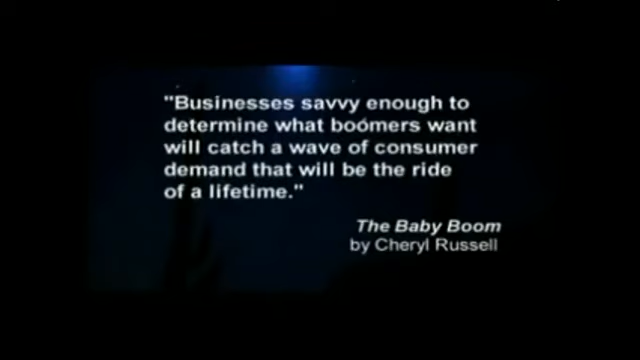 "Businesses savvy enough to
determine what boomers want
will catch a wave of consumer
demand that will be the ride
of a lifetime."
The Baby Boom
by Cheryl Russell